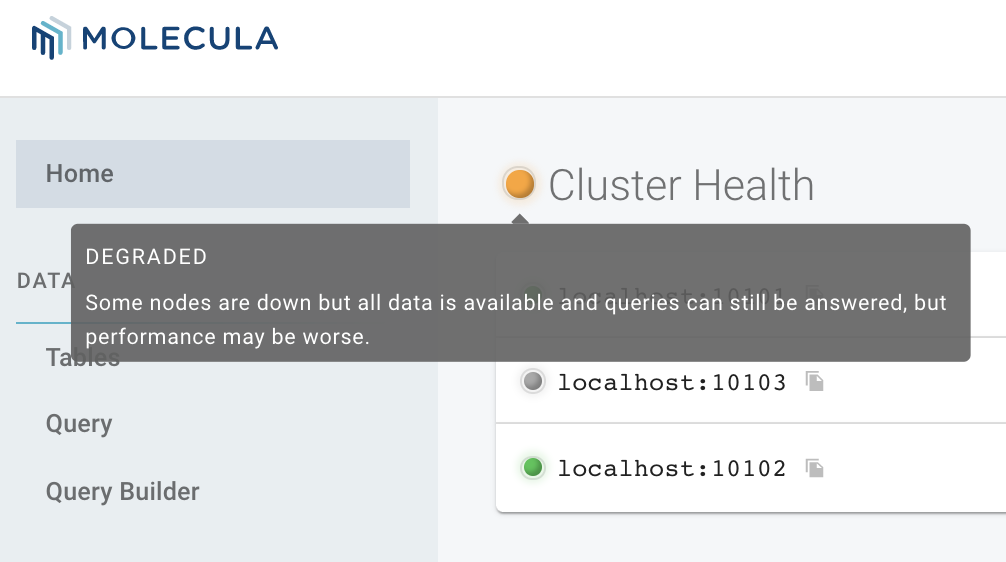 MOLECULA
Home
DATA
Tables
Query
Query Builder
Cluster Health
DEGRADED
Some nodes are down but all data is available and queries can still be answered, but
performance may be worse.
localhost:10101
localhost:10103
localhost:10102